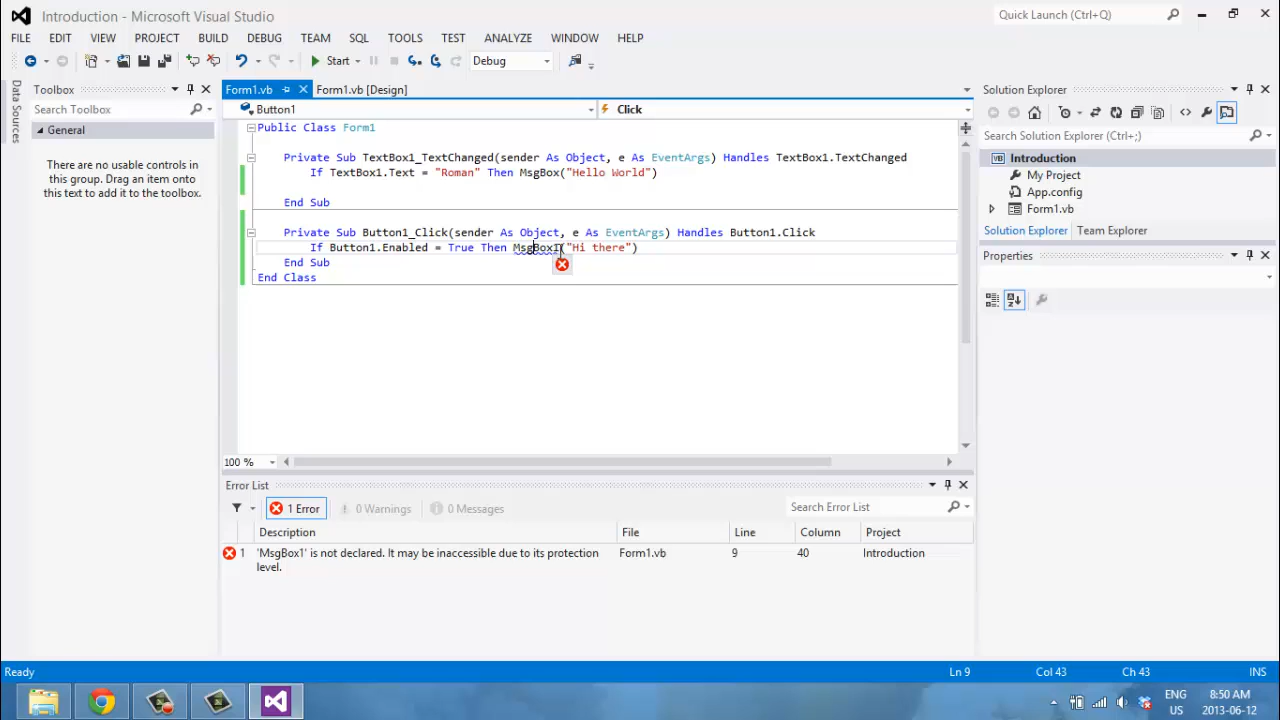 Introduction - Microsoft Visual Studio
Quick Launch (Ctrl+Q)
FILE EDIT VIEW PROJECT BUILD DEBUG TEAM SQL TOOLS TEST ANALYZE WINDOW HELP
Start Debug
Data Sources
Toolbox
Search Toolbox
General
There are no usable controls in
this group. Drag an item onto
this text to add it to the toolbox.
Form1.vb Form1.vb [Design]
Button1 Click
Public Class Form1
Private Sub TextBox1_TextChanged(sender As Object, e As EventArgs) Handles TextBox1.TextChanged
If TextBox1.Text = "Roman" Then MsgBox("Hello World")
End Sub
Private Sub Button1_Click(sender As Object, e As EventArgs) Handles Button1.Click
If Button1.Enabled = True Then MsgBox1("Hi there")
End Sub
End Class
100 %
Solution Explorer
Search Solution Explorer (Ctrl+;)
Introduction
My Project
App.config
Form1.vb
Solution Explorer Team Explorer
Properties
Error List
1 Error 0 Warnings 0 Messages Search Error List
Description File Line Column Project
1 'MsgBox1' is not declared. It may be inaccessible due to its protection Form1.vb 9 40 Introduction
level.
Ready Ln 9 Col 43 Ch 43 INS
ENG 8:50 AM
US 2013-06-12